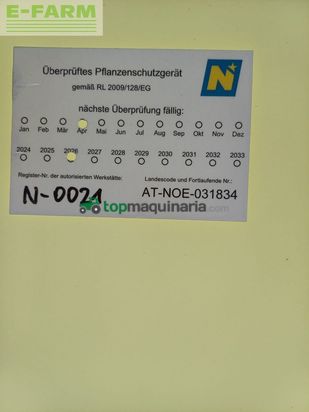 E-FARM
Überprüftes Pflanzenschutzgerät
gemäß RL 2009/128/EG
N
nächste Überprüfung fällig:
Jan Feb Mär Apr Mai Jun Jul Aug Sep Okt Nov Dez
2024 2025 2026 2027 2028 2029 2030 2031 2032 2033
Register-Nr. der autorisierten Werkstätte:
Landescode und Fortlaufende Nr.:
N-0021
AT-NOE-031834
topmaquinaria.com